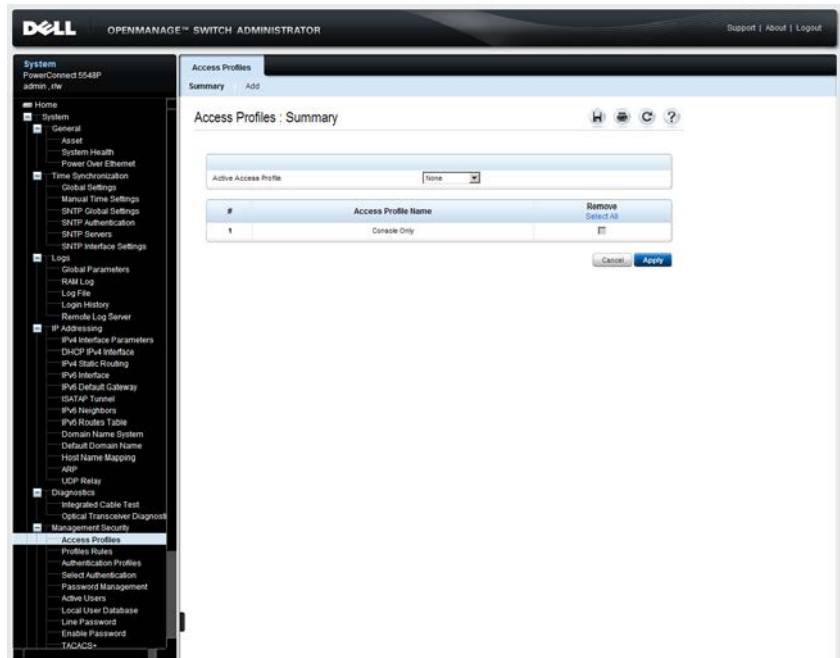 DELL
OPENMANAGE™ SWITCH ADMINISTRATOR
Support | About | Logout
System
PowerConnect 5548P
admin ,r/w
Home
System
General
Asset
System Health
Power Over Ethernet
Time Synchronization
Global Settings
Manual Time Settings
SNTP Global Settings
SNTP Authentication
SNTP Servers
SNTP Interface Settings
Logs
Global Parameters
RAM Log
Log File
Login History
Remote Log Server
IP Addressing
IPv4 Interface Parameters
DHCP IPv4 Interface
IPv4 Static Routing
IPv6 Interface
IPv6 Default Gateway
ISATAP Tunnel
IPv6 Neighbors
IPv6 Routes Table
Domain Name System
Default Domain Name
Host Name Mapping
ARP
UDP Relay
Diagnostics
Integrated Cable Test
Optical Transceiver Diagnosti
Management Security
Access Profiles
Profiles Rules
Authentication Profiles
Select Authentication
Password Management
Active Users
Local User Database
Line Password
Enable Password
TACACS+
Access Profiles
Summary Add
Access Profiles : Summary
Active Access Profile None
# Access Profile Name Remove
Select All
1 Console Only
Cancel Apply